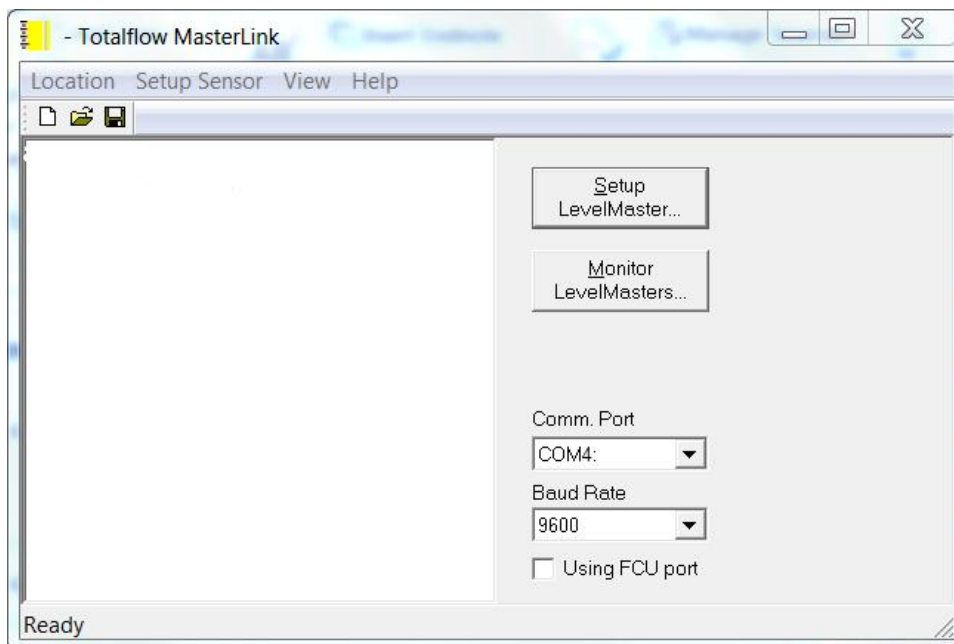 - Totalflow MasterLink
Location Setup Sensor View Help
Setup
LevelMaster...
Monitor
LevelMasters...
Comm. Port
COM4:
Baud Rate
9600
Using FCU port
Ready